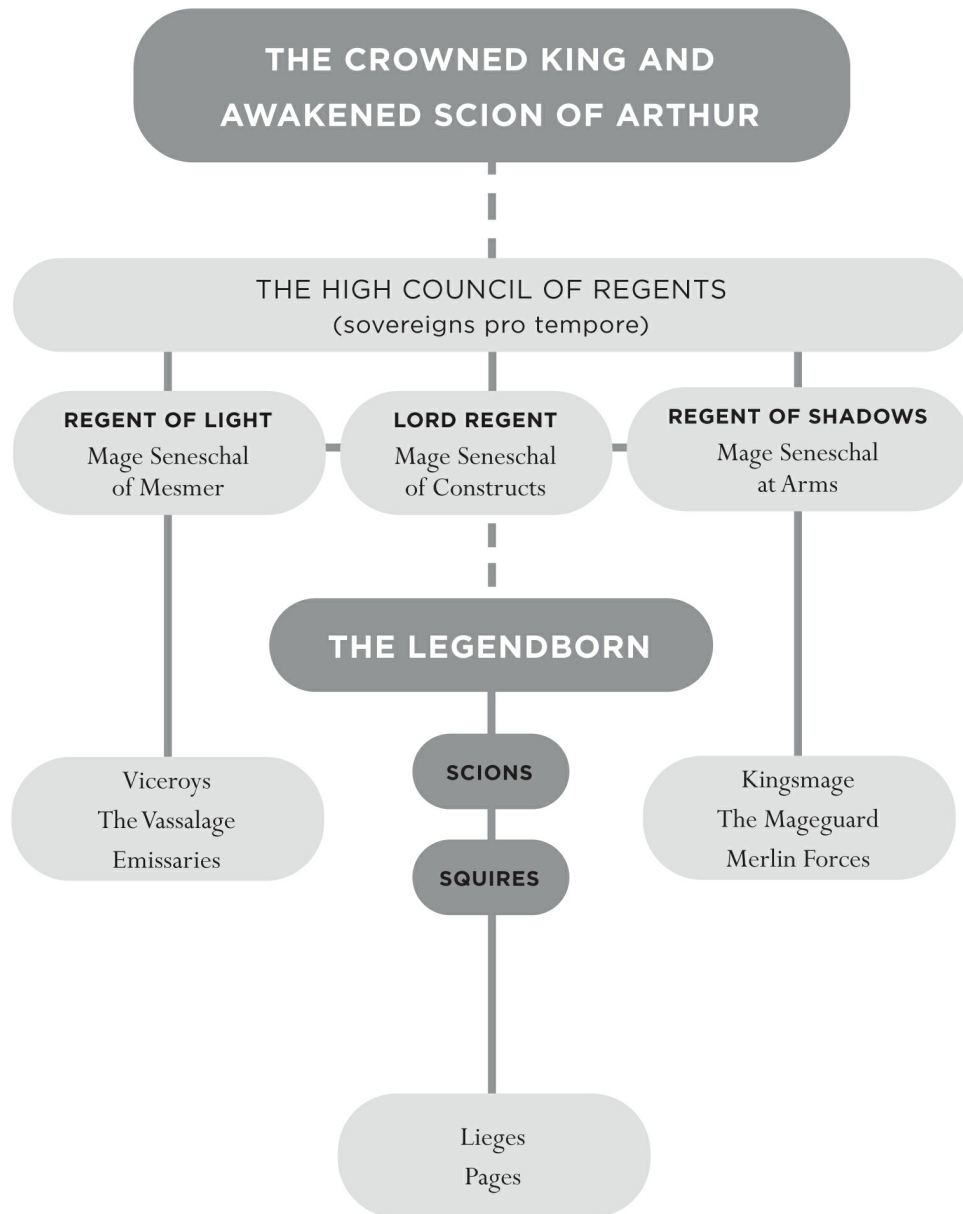 THE CROWNED KING AND
AWAKENED SCION OF ARTHUR
THE HIGH COUNCIL OF REGENTS
(sovereigns pro tempore)
REGENT OF LIGHT
Mage Seneschal
of Mesmer
LORD REGENT
Mage Seneschal
of Constructs
REGENT OF SHADOWS
Mage Seneschal
at Arms
THE LEGENDBORN
SCIONS
SQUIRES
Viceroys
The Vassalage
Emissaries
Kingsmage
The Mageguard
Merlin Forces
Lieges
Pages